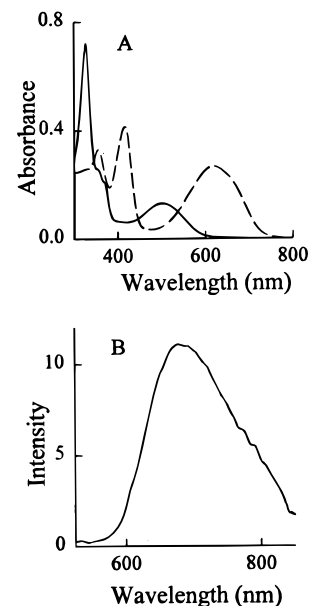 0.8
A
0.4
0.0
Absorbance
400 600 800
Wavelength (nm)
B
10
5
0
Intensity
600 800
Wavelength (nm)